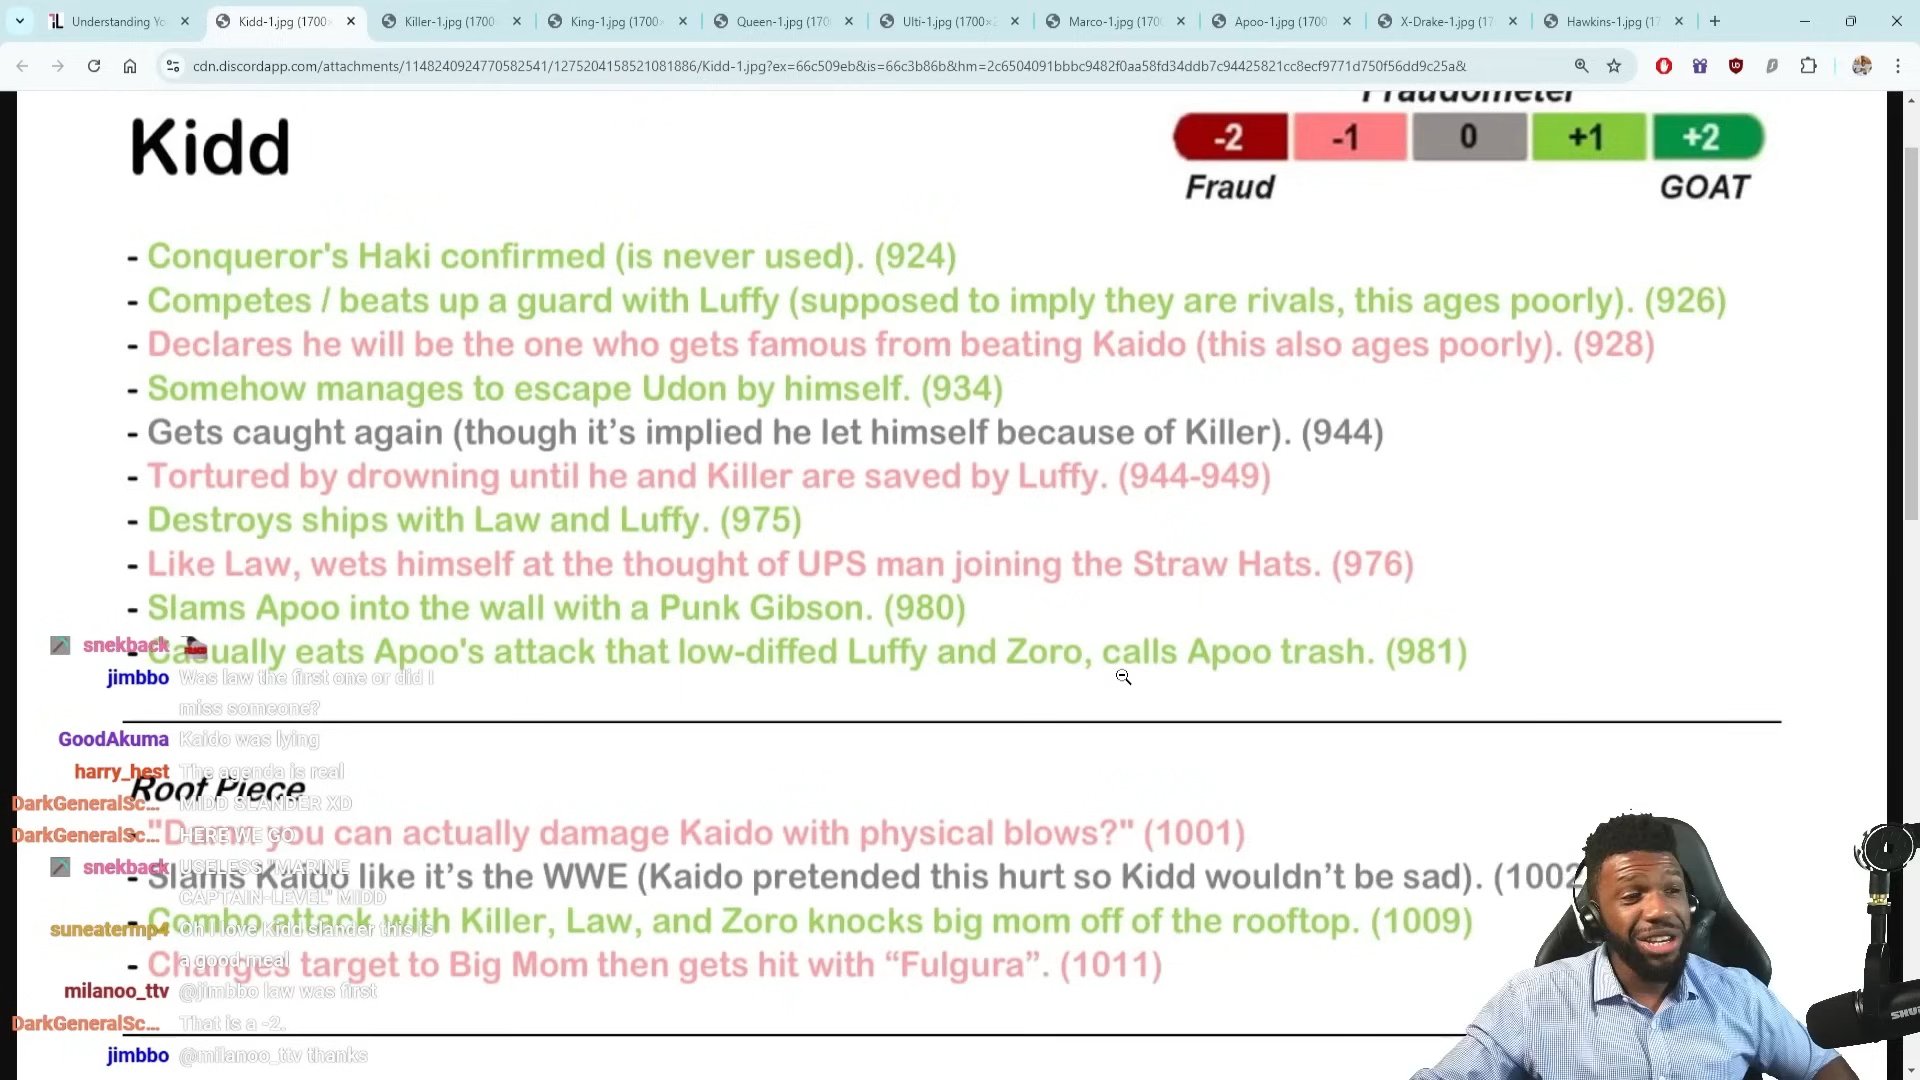 Understanding Yo
Kidd-1.jpg (1700×
Killer-1.jpg (1700
King-1.jpg (1700×
Queen-1.jpg (170
Ulti-1.jpg (1700×2
Marco-1.jpg (170
Apoo-1.jpg (1700
X-Drake-1.jpg (17
Hawkins-1.jpg (17
cdn.discordapp.com/attachments/1148240924770582541/1275204158521081886/Kidd-1.jpg?ex=66c509eb&is=66c3b86b&hm=2c6504091bbbc9482f0aa58fd34ddb7c94425821cc8ecf9771d750f56dd9c25a&
Fraudometer
Kidd
-2 -1 0 +1 +2
Fraud GOAT
- Conqueror's Haki confirmed (is never used). (924)
- Competes / beats up a guard with Luffy (supposed to imply they are rivals, this ages poorly). (926)
- Declares he will be the one who gets famous from beating Kaido (this also ages poorly). (928)
- Somehow manages to escape Udon by himself. (934)
- Gets caught again (though it's implied he let himself because of Killer). (944)
- Tortured by drowning until he and Killer are saved by Luffy. (944-949)
- Destroys ships with Law and Luffy. (975)
- Like Law, wets himself at the thought of UPS man joining the Straw Hats. (976)
- Slams Apoo into the wall with a Punk Gibson. (980)
- Casually eats Apoo's attack that low-diffed Luffy and Zoro, calls Apoo trash. (981)
Roof Piece
- "Damn you can actually damage Kaido with physical blows?" (1001)
- Slams Kaido like it's the WWE (Kaido pretended this hurt so Kidd wouldn't be sad). (1002
- Combo attack with Killer, Law, and Zoro knocks big mom off of the rooftop. (1009)
- Changes target to Big Mom then gets hit with “Fulgura”. (1011)
snekback
jimbbo Was law the first one or did I
miss someone?
GoodAkuma Kaido was lying
harry_hest The agenda is real
DarkGeneralSc... MIDD SLANDER XD
DarkGeneralSc... HERE WE GO
snekback USELESS "MARINE
CAPTAIN-LEVEL" MIDD
suneatermp4 Oh I love Kidd slander this is
a good meal
milanoo_ttv @jimbbo law was first
DarkGeneralSc... That is a -2.
jimbbo @milanoo_ttv thanks
SHU